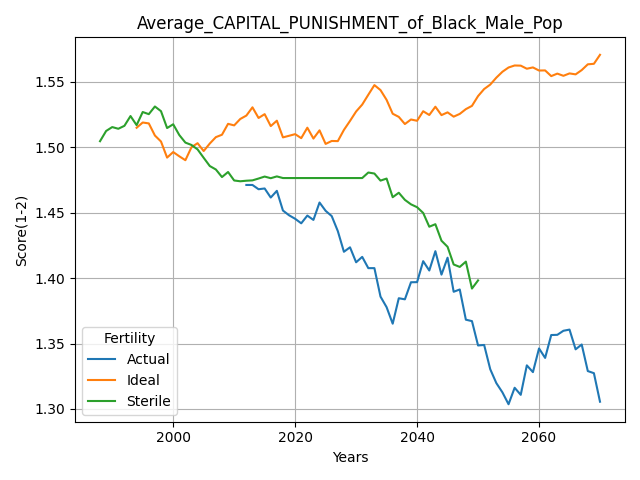 Average_CAPITAL_PUNISHMENT_of_Black_Male_Pop
Score(1-2)
1.55
1.50
1.45
1.40
1.35
1.30
Fertility
Actual
Ideal
Sterile
2000
2020
2040
2060
Years